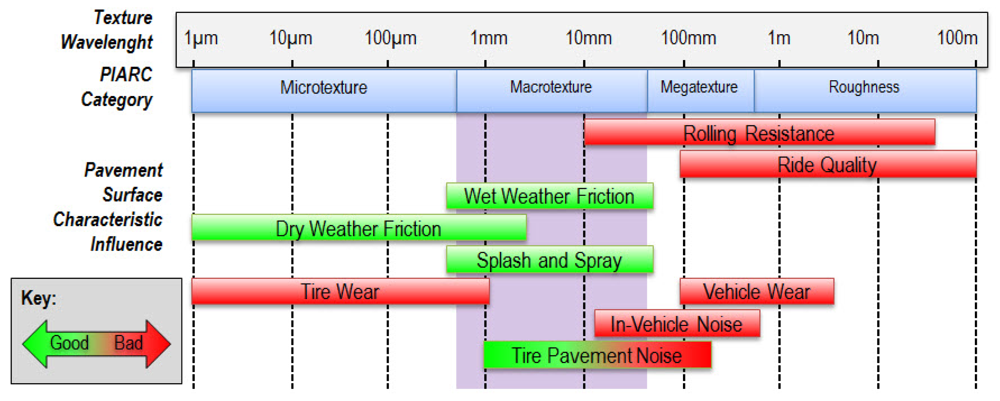 Texture
Wavelenght
1µm 10µm 100µm 1mm 10mm 100mm 1m 10m 100m
PIARC
Category
Microtexture Macrotexture Megatexture Roughness
Pavement
Surface
Characteristic
Influence
Rolling Resistance
Ride Quality
Wet Weather Friction
Dry Weather Friction
Splash and Spray
Tire Wear Vehicle Wear
In-Vehicle Noise
Tire Pavement Noise
Key:
Good Bad